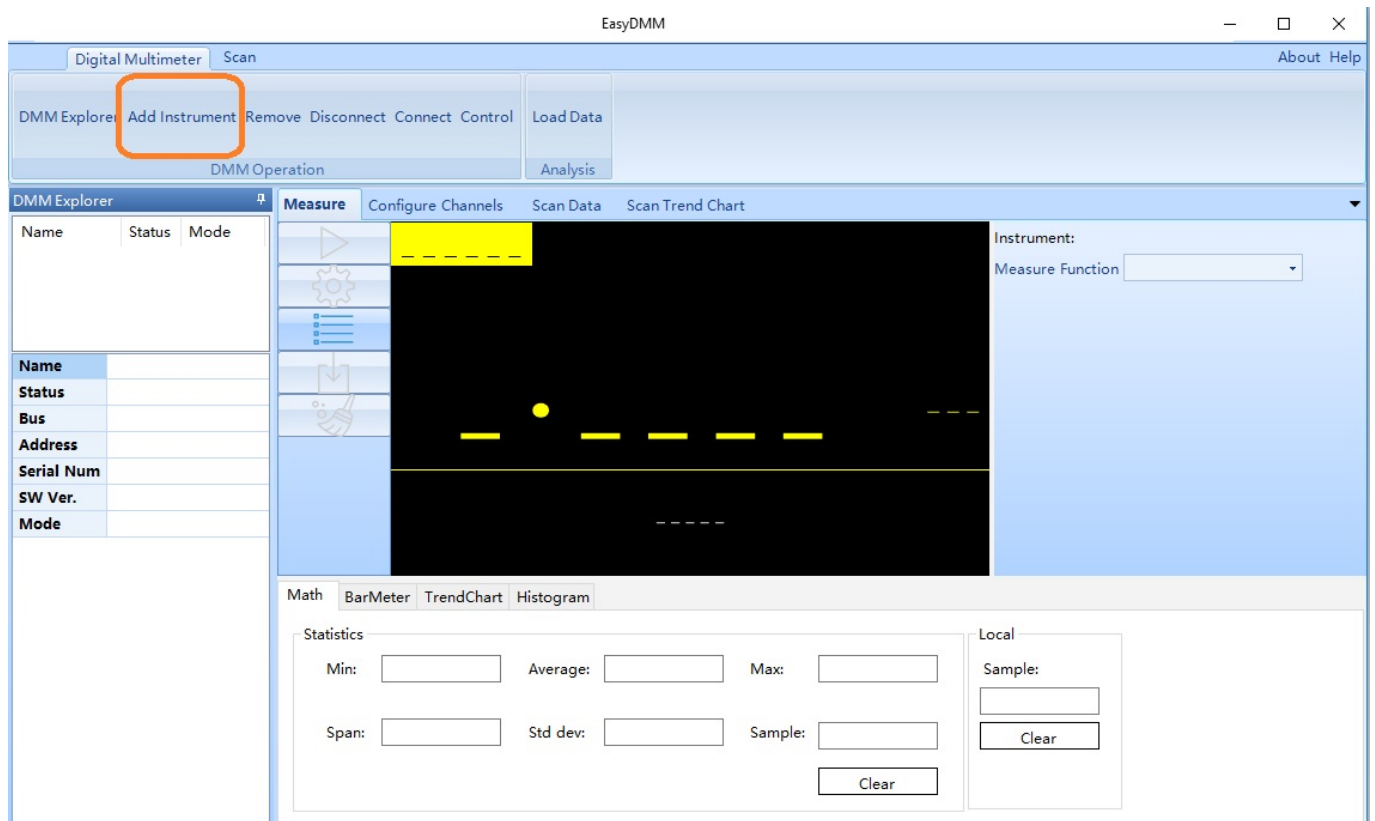 EasyDMM
Digital Multimeter Scan About Help
DMM Explorer Add Instrument Remove Disconnect Connect Control Load Data
DMM Operation Analysis
DMM Explorer
Measure Configure Channels Scan Data Scan Trend Chart
Name Status Mode
Instrument:
Measure Function
Name
Status
Bus
Address
Serial Num
SW Ver.
Mode
Math BarMeter TrendChart Histogram
Statistics
Min: Average: Max:
Span: Std dev: Sample:
Clear
Local
Sample:
Clear